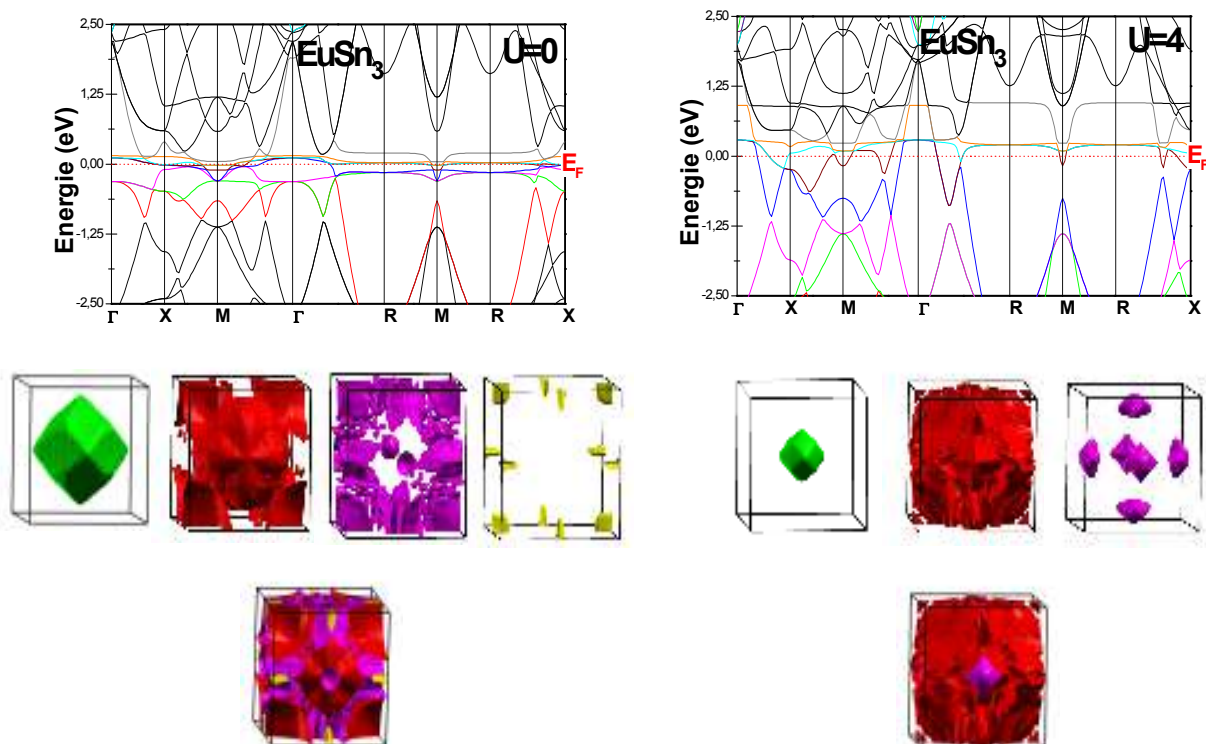 2,50
1,25
0,00
-1,25
-2,50
Energie (eV)
EuSn3
U=0
EF
Γ X M Γ R M R X
2,50
1,25
0,00
-1,25
-2,50
Energie (eV)
EuSn3
U=4
EF
Γ X M Γ R M R X